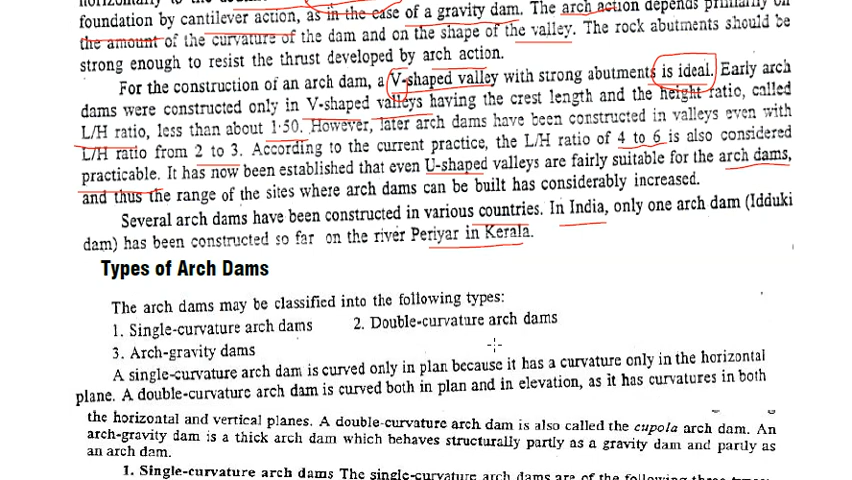 foundation by cantilever action, as in the case of a gravity dam. The arch action depends primarily on
the amount of the curvature of the dam and on the shape of the valley. The rock abutments should be
strong enough to resist the thrust developed by arch action.
For the construction of an arch dam, a V-shaped valley with strong abutments is ideal. Early arch
dams were constructed only in V-shaped valleys having the crest length and the height ratio, called
L/H ratio, less than about 1·50. However, later arch dams have been constructed in valleys even with
L/H ratio from 2 to 3. According to the current practice, the L/H ratio of 4 to 6 is also considered
practicable. It has now been established that even U-shaped valleys are fairly suitable for the arch dams,
and thus the range of the sites where arch dams can be built has considerably increased.
Several arch dams have been constructed in various countries. In India, only one arch dam (Idduki
dam) has been constructed so far on the river Periyar in Kerala.
Types of Arch Dams
The arch dams may be classified into the following types:
1. Single-curvature arch dams 2. Double-curvature arch dams
3. Arch-gravity dams
A single-curvature arch dam is curved only in plan because it has a curvature only in the horizontal
plane. A double-curvature arch dam is curved both in plan and in elevation, as it has curvatures in both
the horizontal and vertical planes. A double-curvature arch dam is also called the cupola arch dam. An
arch-gravity dam is a thick arch dam which behaves structurally partly as a gravity dam and partly as
an arch dam.
1. Single-curvature arch dams The single-curvature arch dams are of the following three